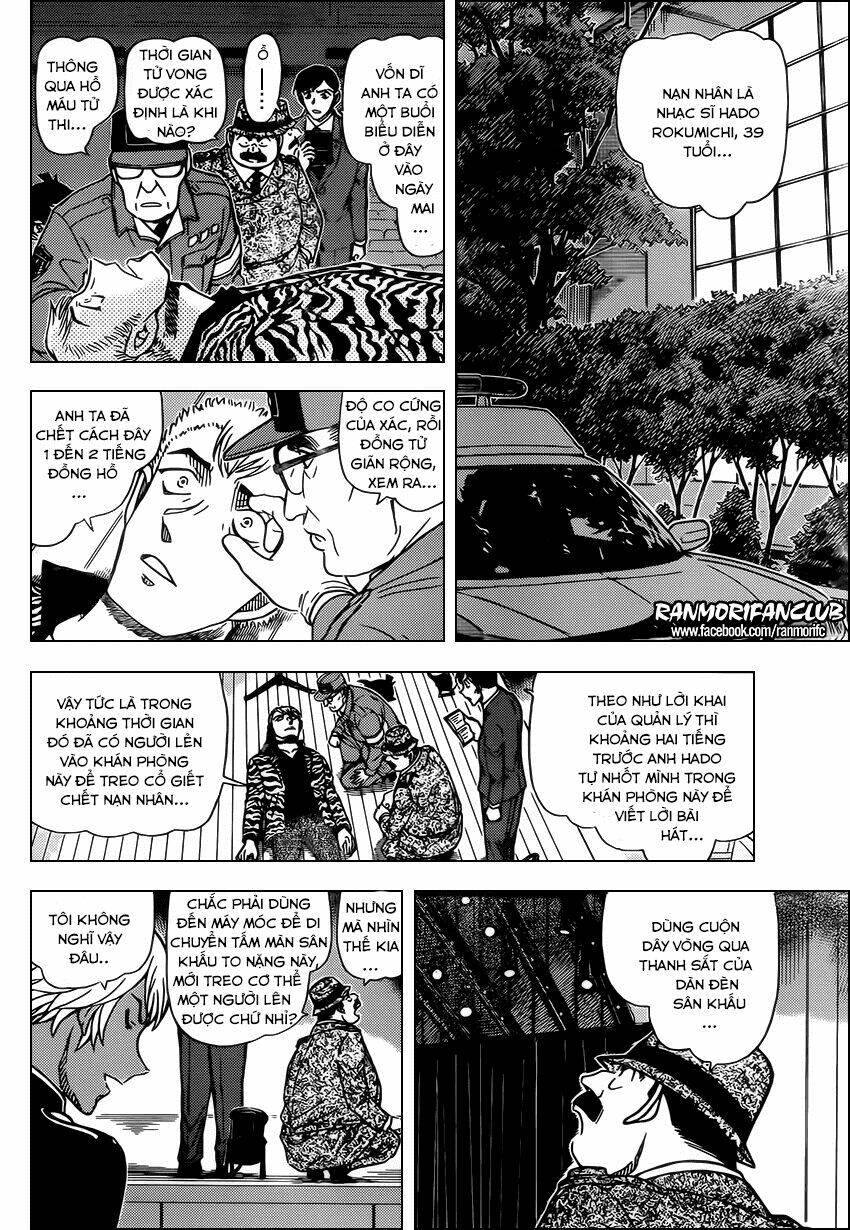 NẠN NHÂN LÀ
NHẠC SĨ HADO
ROKUMICHI, 39
TUỔI...
VỐN DĨ
ANH TA CÓ
MỘT BUỔI
BIỂU DIỄN
Ở ĐÂY
VÀO
NGÀY
MAI
...
Ồ
—
...!
THỜI GIAN
TỬ VONG
ĐƯỢC XÁC
ĐỊNH LÀ KHI
NÀO?
THÔNG
QUA HỒ
MÁU TỬ
THI...
ĐỘ CO CỨNG
CỦA XÁC, RỒI
ĐỒNG TỬ
GIÃN RỘNG,
XEM RA...
ANH TA ĐÃ
CHẾT CÁCH ĐÂY
1 ĐẾN 2 TIẾNG
ĐỒNG HỒ
...
RANMORIFANCLUB
www.facebook.com/ranmorifc
THEO NHƯ LỜI KHAI
CỦA QUẢN LÝ THÌ
KHOẢNG HAI TIẾNG
TRƯỚC ANH HADO
TỰ NHỐT MÌNH TRONG
KHÁN PHÒNG NÀY ĐỂ
VIẾT LỜI BÀI
HÁT...
VẬY TỨC LÀ TRONG
KHOẢNG THỜI GIAN
ĐÓ ĐÃ CÓ NGƯỜI LẺN
VÀO KHÁN PHÒNG
NÀY ĐỂ TREO CỔ GIẾT
CHẾT NẠN NHÂN...
DÙNG CUỘN
DÂY VÒNG QUA
THANH SẮT CỦA
DÀN ĐÈN
SÂN KHẤU
...
NHƯNG
MÀ NHÌN
THẾ KIA
...
CHẮC PHẢI DÙNG
ĐẾN MÁY MÓC ĐỂ DI
CHUYỂN TẤM MÀN SÂN
KHẤU TO NẶNG NÀY,
MỚI TREO CƠ THỂ
MỘT NGƯỜI LÊN
ĐƯỢC CHỨ NHỈ?
TÔI KHÔNG
NGHĨ VẬY
ĐÂU..